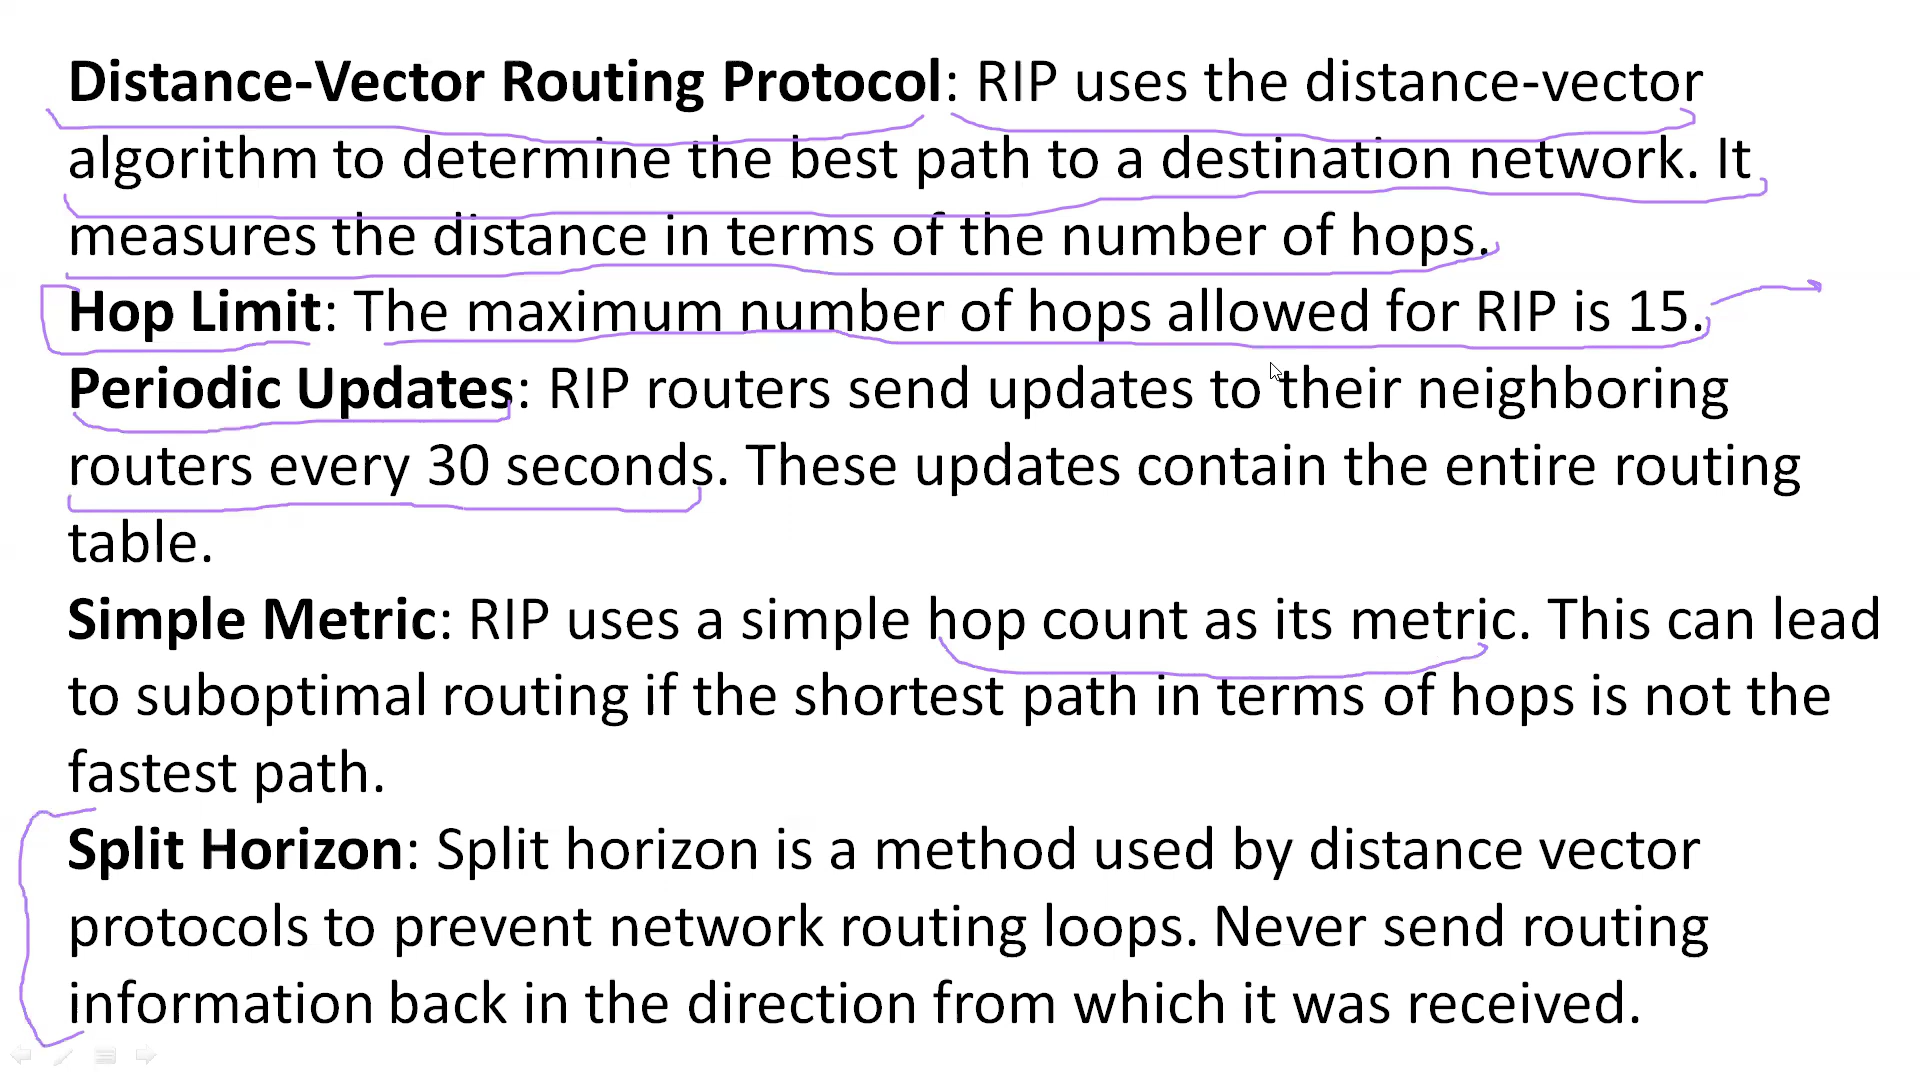 Distance-Vector Routing Protocol: RIP uses the distance-vector
algorithm to determine the best path to a destination network. It
measures the distance in terms of the number of hops.
Hop Limit: The maximum number of hops allowed for RIP is 15.
Periodic Updates: RIP routers send updates to their neighboring
routers every 30 seconds. These updates contain the entire routing
table.
Simple Metric: RIP uses a simple hop count as its metric. This can lead
to suboptimal routing if the shortest path in terms of hops is not the
fastest path.
Split Horizon: Split horizon is a method used by distance vector
protocols to prevent network routing loops. Never send routing
information back in the direction from which it was received.